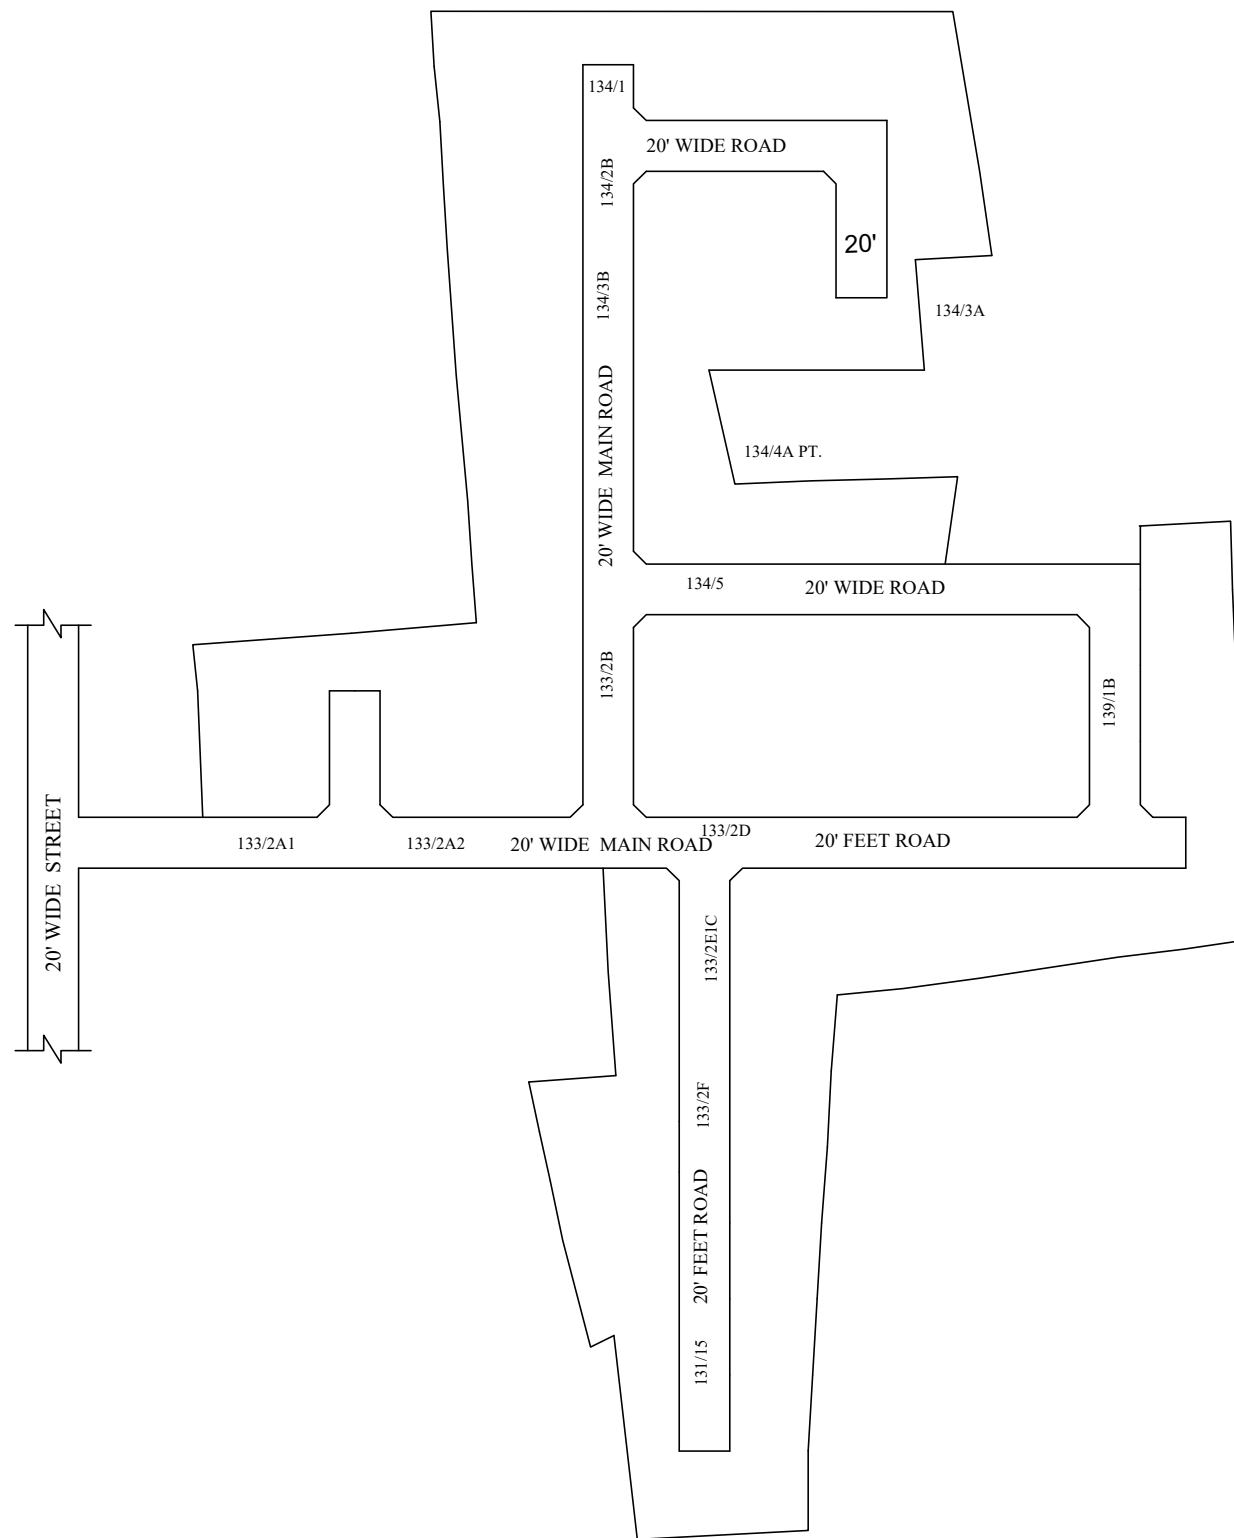 134/1
20' WIDE ROAD
134/2B
20'
134/3B
134/3A
20' WIDE  MAIN ROAD
134/4A PT.
134/5
20' WIDE ROAD
133/2B
139/1B
20' WIDE  STREET
133/2A1
133/2A2
20' WIDE  MAIN ROAD
133/2D
20' FEET ROAD
133/2E1C
133/2F
20' FEET ROAD
131/15